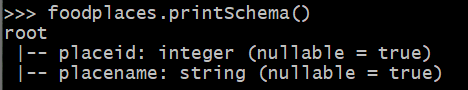 >>> foodplaces.printSchema()
root
 |-- placeid: integer (nullable = true)
 |-- placename: string (nullable = true)